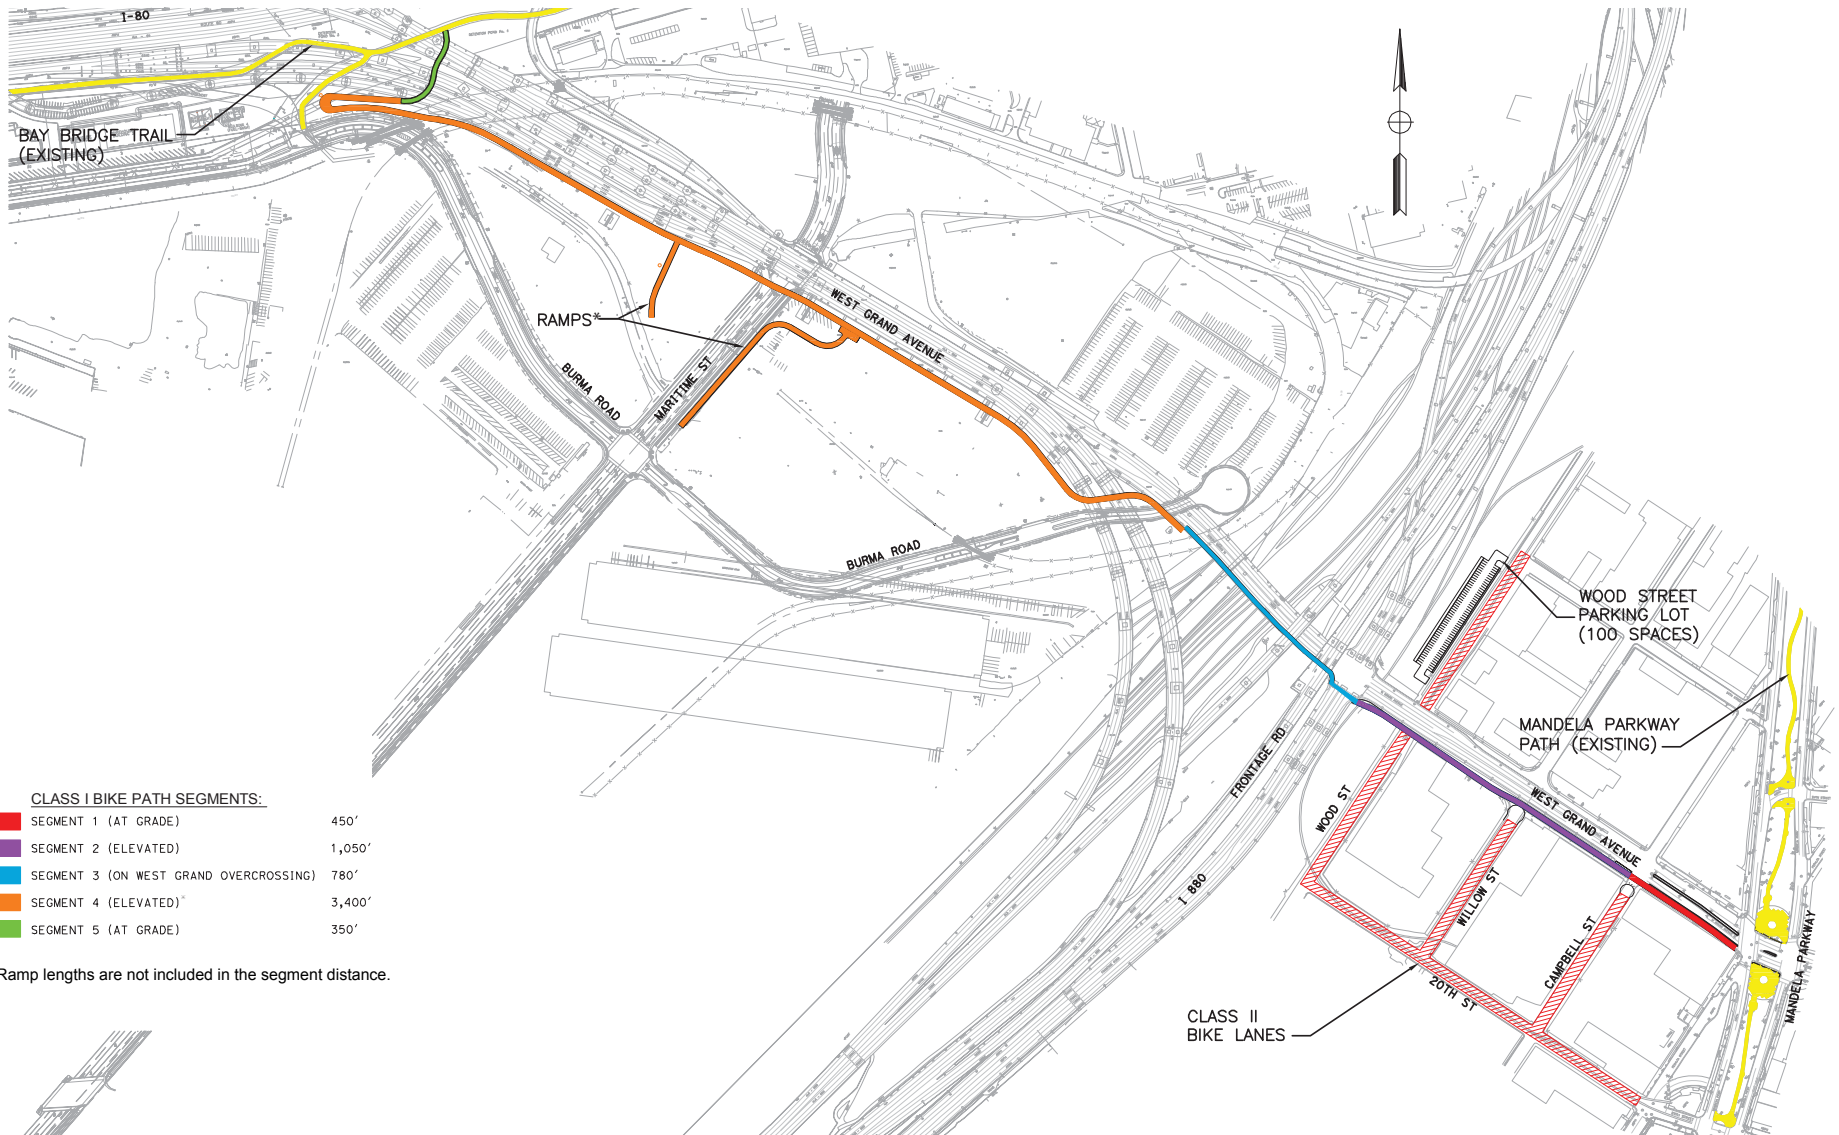 I-80
BAY BRIDGE TRAIL
(EXISTING)
RAMPS*
WEST GRAND AVENUE
BURMA ROAD
MARITIME ST
BURMA ROAD
WOOD STREET
PARKING LOT
(100 SPACES)
MANDELA PARKWAY
PATH (EXISTING)
FRONTAGE RD
WOOD ST
WEST GRAND AVENUE
I 880
WILLOW ST
CAMPBELL ST
MANDELA PARKWAY
20TH ST
CLASS II
BIKE LANES
CLASS I BIKE PATH SEGMENTS:
SEGMENT 1 (AT GRADE) 450'
SEGMENT 2 (ELEVATED) 1,050'
SEGMENT 3 (ON WEST GRAND OVERCROSSING) 780'
SEGMENT 4 (ELEVATED)* 3,400'
SEGMENT 5 (AT GRADE) 350'
Ramp lengths are not included in the segment distance.